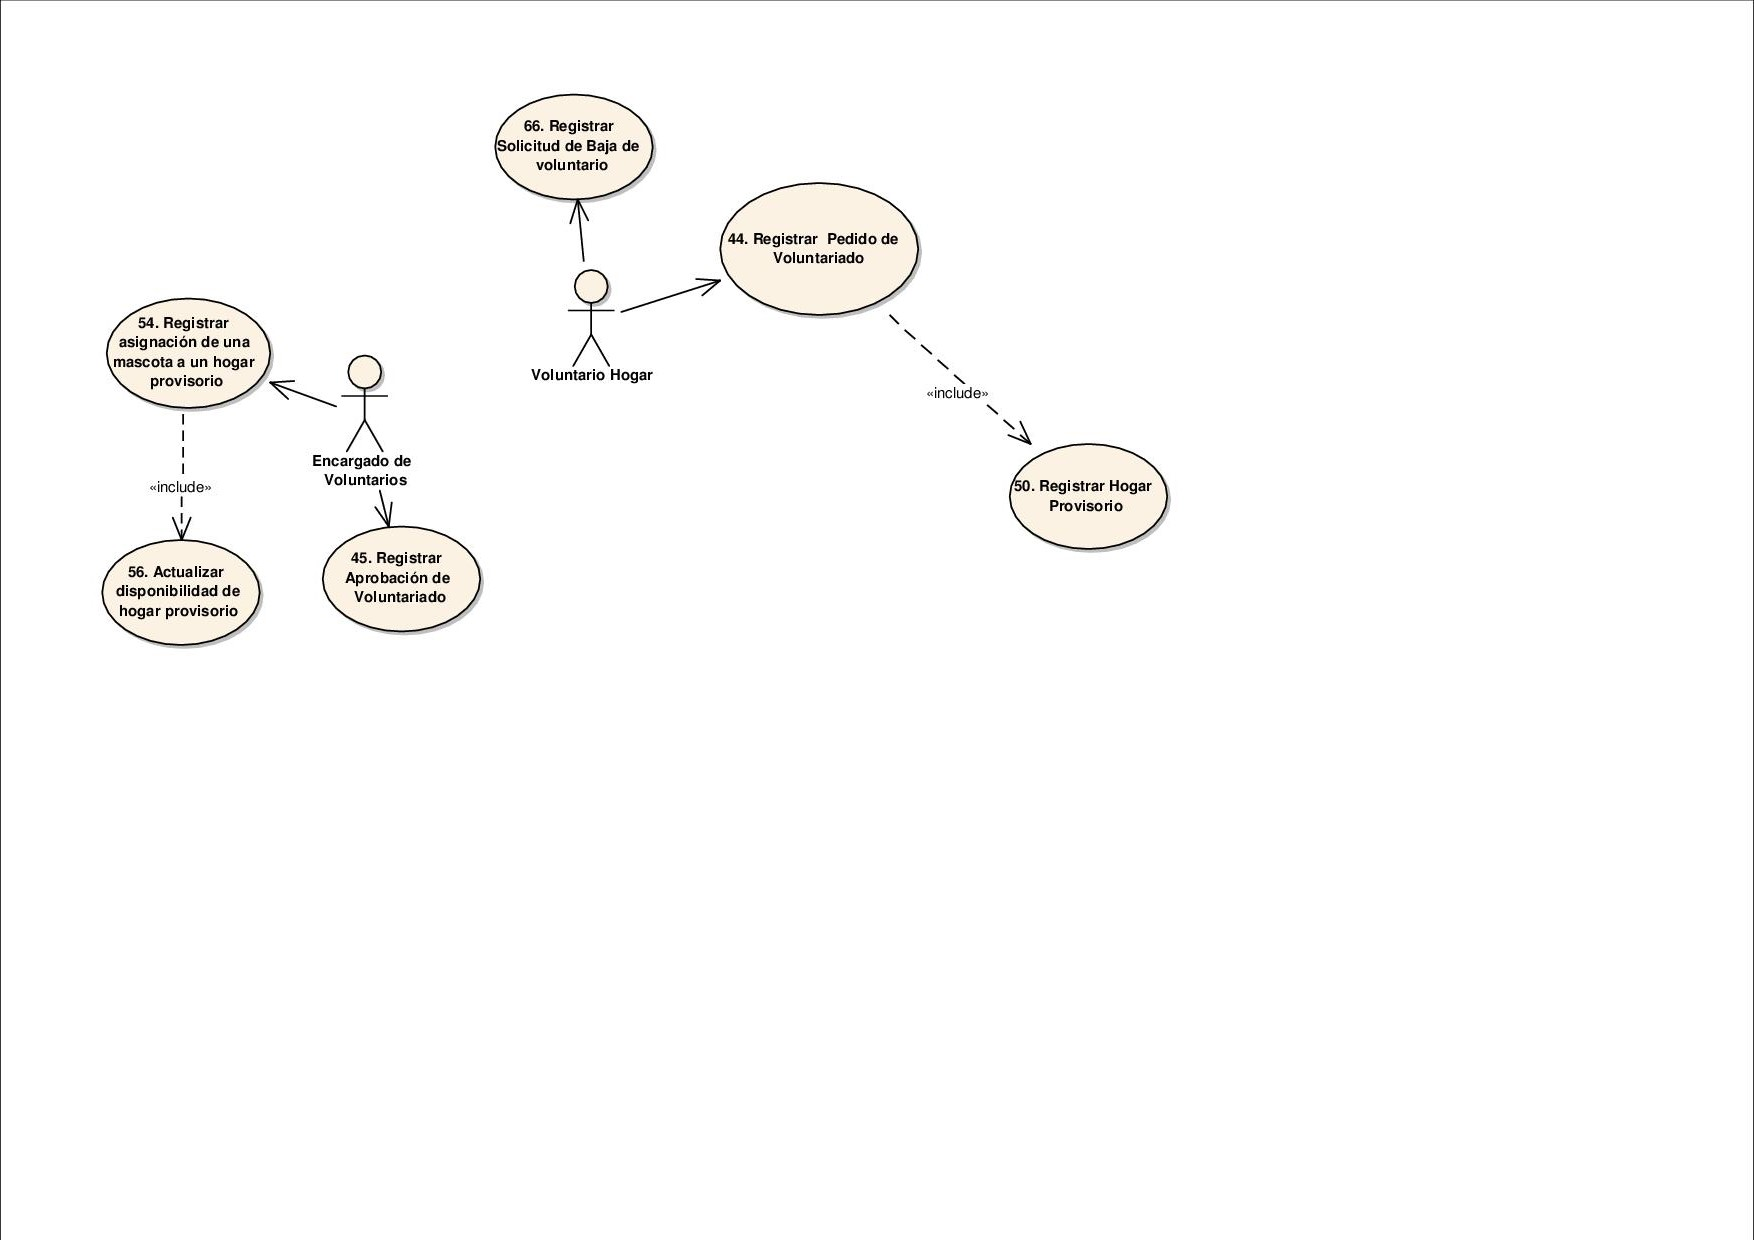 66. Registrar
Solicitud de Baja de
voluntario
44. Registrar  Pedido de
Voluntariado
Voluntario Hogar
«include»
50. Registrar Hogar
Provisorio
54. Registrar
asignación de una
mascota a un hogar
provisorio
Encargado de
Voluntarios
«include»
56. Actualizar
disponibilidad de
hogar provisorio
45. Registrar
Aprobación de
Voluntariado